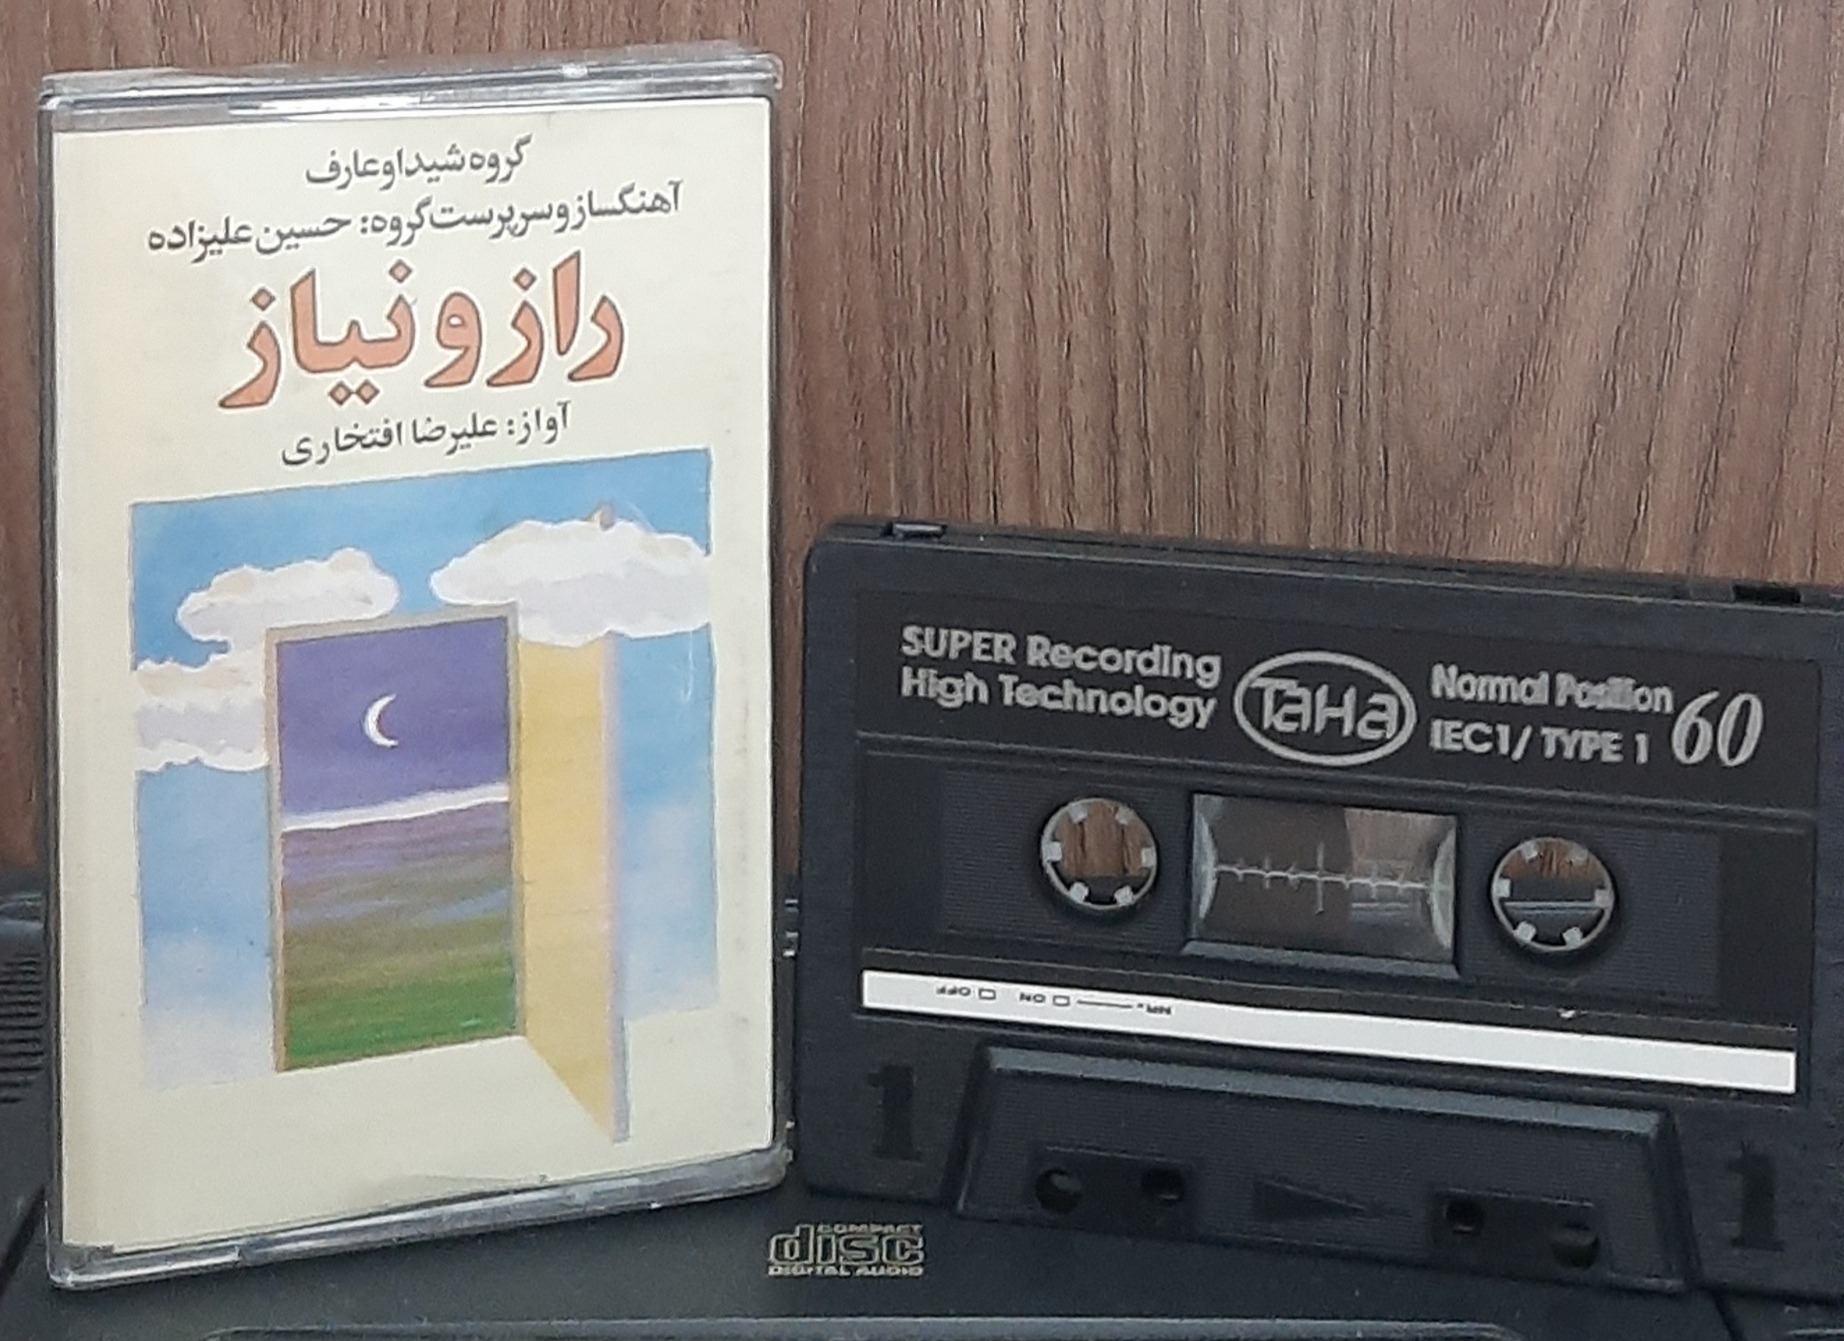 گروه شیدا و عارف
آهنگساز و سرپرست گروه: حسین علیزاده
راز و نیاز
آواز: علیرضا افتخاری
SUPER Recording
High Technology
TaHa
Normal Position
IEC1/ TYPE 1
60
NR. ON OFF
1
1
COMPACT
disc
DIGITAL AUDIO